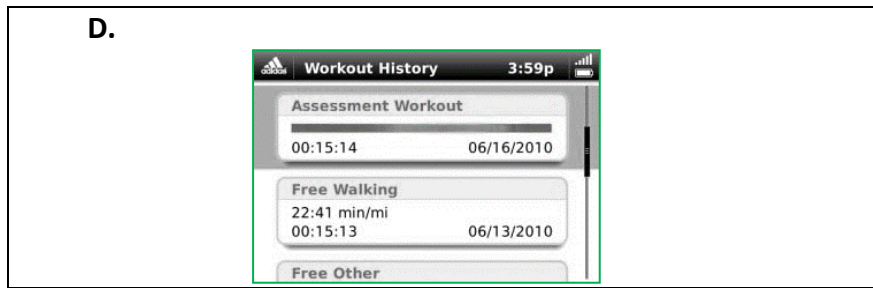 D.
adidas Workout History 3:59p
Assessment Workout
00:15:14 06/16/2010
Free Walking
22:41 min/mi
00:15:13 06/13/2010
Free Other